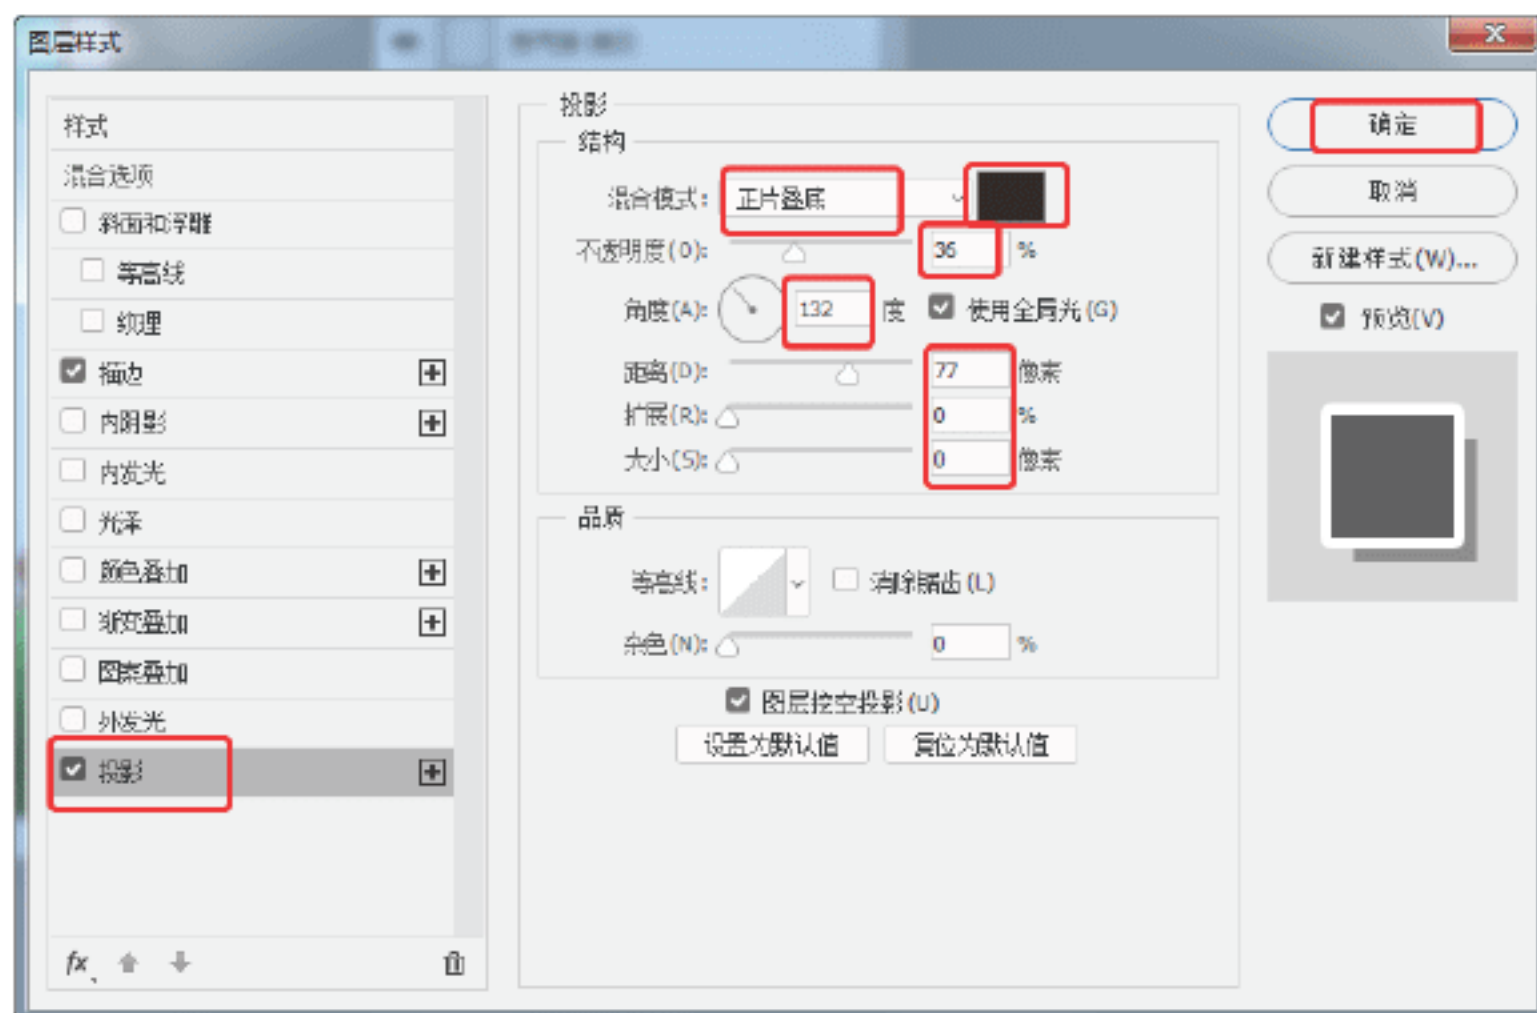 图层样式
样式
混合选项
斜面和浮雕
等高线
纹理
描边
内阴影
内发光
光泽
颜色叠加
渐变叠加
图案叠加
外发光
投影
fx
投影
结构
混合模式: 正片叠底
不透明度(O): 36 %
角度(A): 132 度 使用全局光(G)
距离(D): 77 像素
扩展(R): 0 %
大小(S): 0 像素
品质
等高线: 消除锯齿(L)
杂色(N): 0 %
图层挖空投影(U)
设置为默认值 复位为默认值
确定
取消
新建样式(W)...
预览(V)